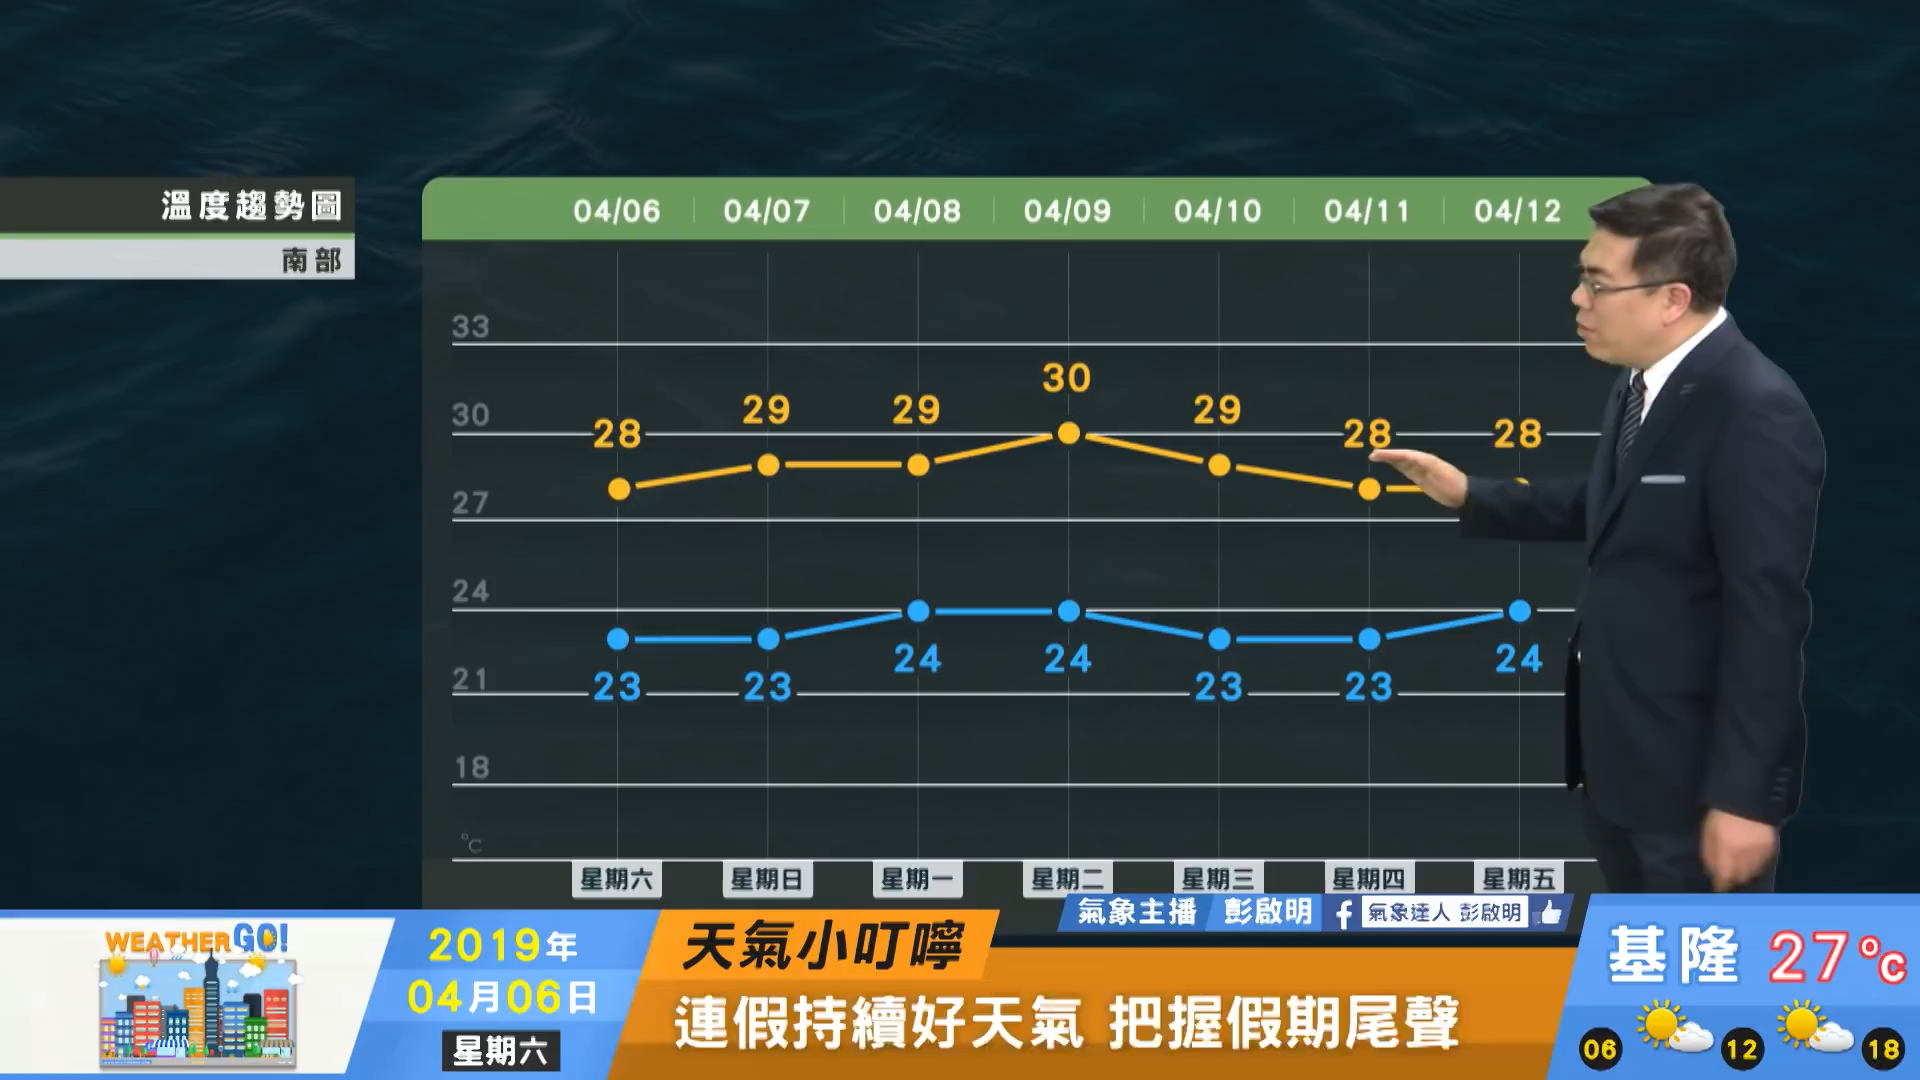 溫度趨勢圖
南部
04/06 04/07 04/08 04/09 04/10 04/11 04/12
33
30
27
24
21
18
°C
28 29 29 30 29 28 28
23 23 24 24 23 23 24
星期六 星期日 星期一 星期二 星期三 星期四 星期五
氣象主播 彭啟明 f 氣象達人 彭啟明
WEATHER GO!
2019年
04月06日
星期六
天氣小叮嚀
連假持續好天氣 把握假期尾聲
基隆 27°C
06 12 18